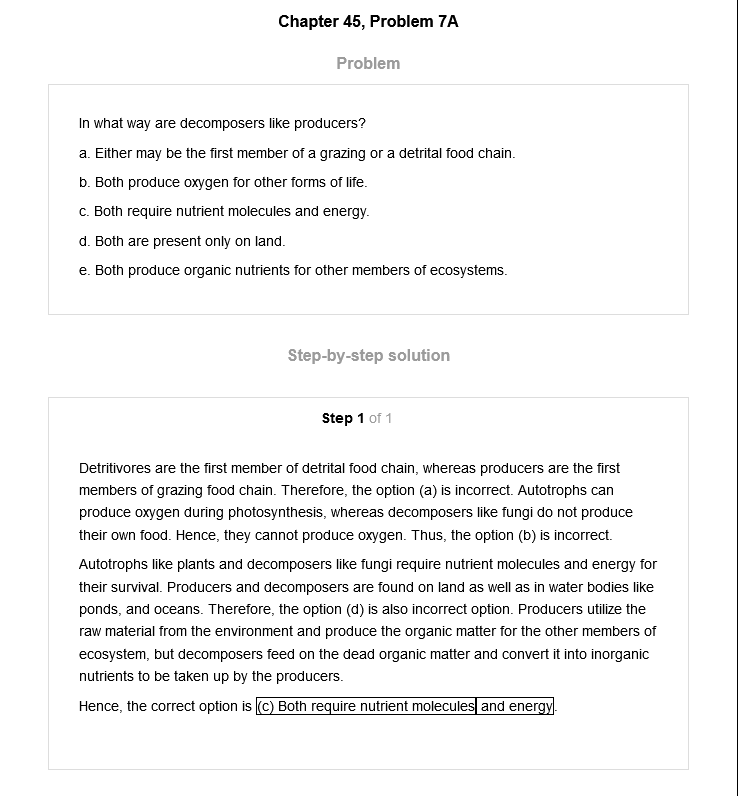 Chapter 45, Problem 7A
Problem
In what way are decomposers like producers?
a. Either may be the first member of a grazing or a detrital food chain.
b. Both produce oxygen for other forms of life.
c. Both require nutrient molecules and energy.
d. Both are present only on land.
e. Both produce organic nutrients for other members of ecosystems.
Step-by-step solution
Step 1 of 1
Detritivores are the first member of detrital food chain, whereas producers are the first
members of grazing food chain. Therefore, the option (a) is incorrect. Autotrophs can
produce oxygen during photosynthesis, whereas decomposers like fungi do not produce
their own food. Hence, they cannot produce oxygen. Thus, the option (b) is incorrect.
Autotrophs like plants and decomposers like fungi require nutrient molecules and energy for
their survival. Producers and decomposers are found on land as well as in water bodies like
ponds, and oceans. Therefore, the option (d) is also incorrect option. Producers utilize the
raw material from the environment and produce the organic matter for the other members of
ecosystem, but decomposers feed on the dead organic matter and convert it into inorganic
nutrients to be taken up by the producers.
Hence, the correct option is (c) Both require nutrient molecules and energy.